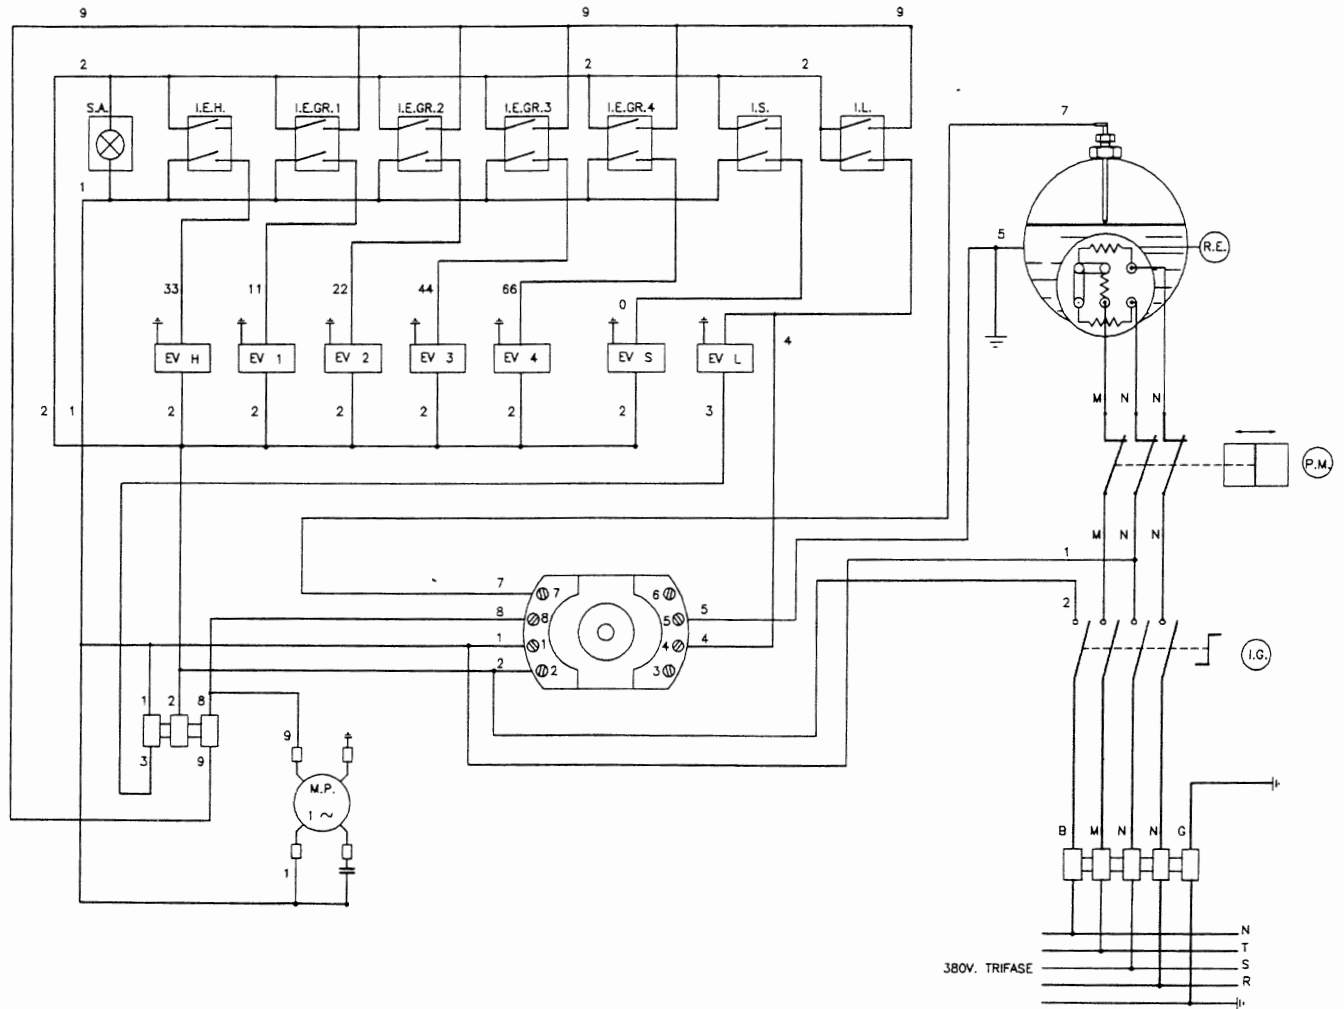 9 9 9
2 2 2
S.A. I.E.H. I.E.GR.1 I.E.GR.2 I.E.GR.3 I.E.GR.4 I.S. I.L.
7
1
5 R.E.
33 11 22 44 66 0
4
EV H EV 1 EV 2 EV 3 EV 4 EV S EV L
2 1 2 2 2 2 2 2 3
M N N
P.M.
M N N
1
7 7 6
2
8 8 5 5
1 1 4 4
2 2 3
I.G.
1 2 8
9
3 9
M.P.
1 ~
B M N N G
1
N
T
380V. TRIFASE S
R